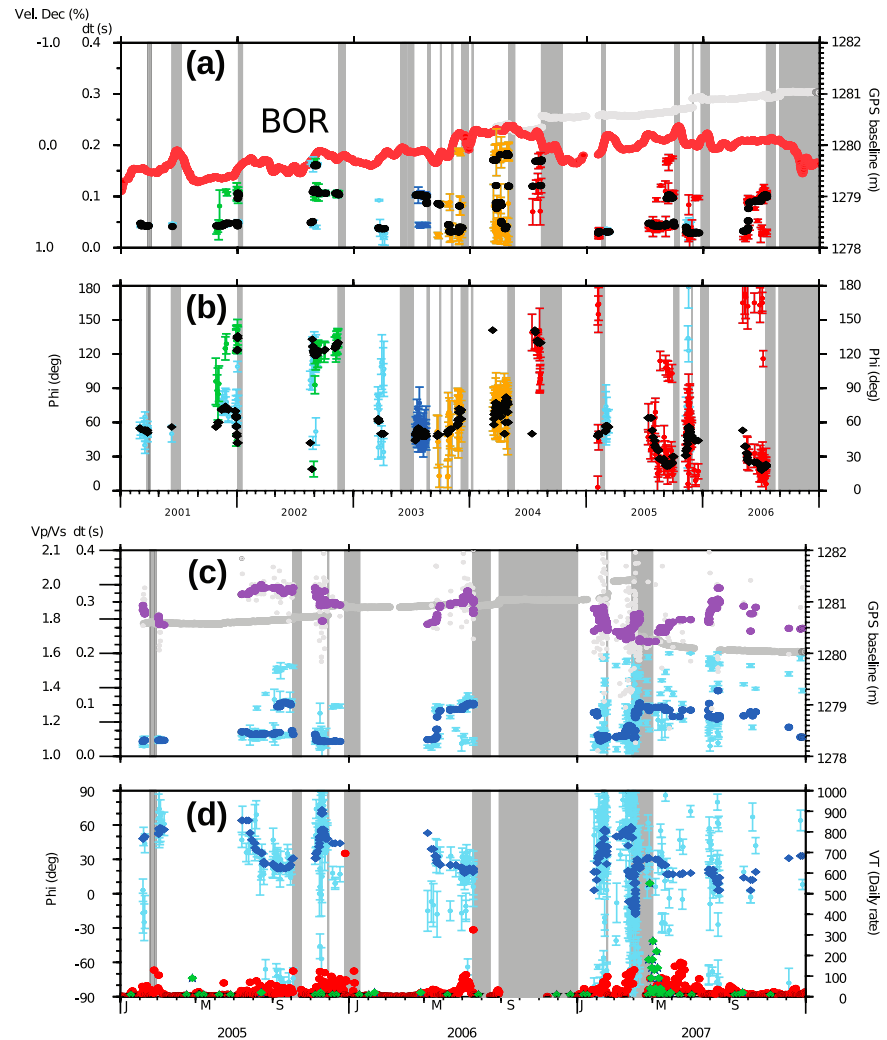 Vel. Dec (%)
dt (s)
-1.0 0.4 1282
(a)
0.3 1281
BOR
0.0 0.2 1280
0.1 1279
1.0 0.0 1278
GPS baseline (m)
180 180
(b)
150 150
120 120
90 90
60 60
30 30
0 0
Phi (deg) Phi (deg)
2001 2002 2003 2004 2005 2006
Vp/Vs dt (s)
2.1 0.4 1282
(c)
2.0 0.3 1281
1.8 0.2 1280
1.6
1.4 0.1 1279
1.2
1.0 0.0 1278
GPS baseline (m)
90 1000
(d)
900
60 800
700
30 600
0 500
400
-30 300
-60 200
100
-90 0
Phi (deg) VT (Daily rate)
J M S J M S J M S
2005 2006 2007